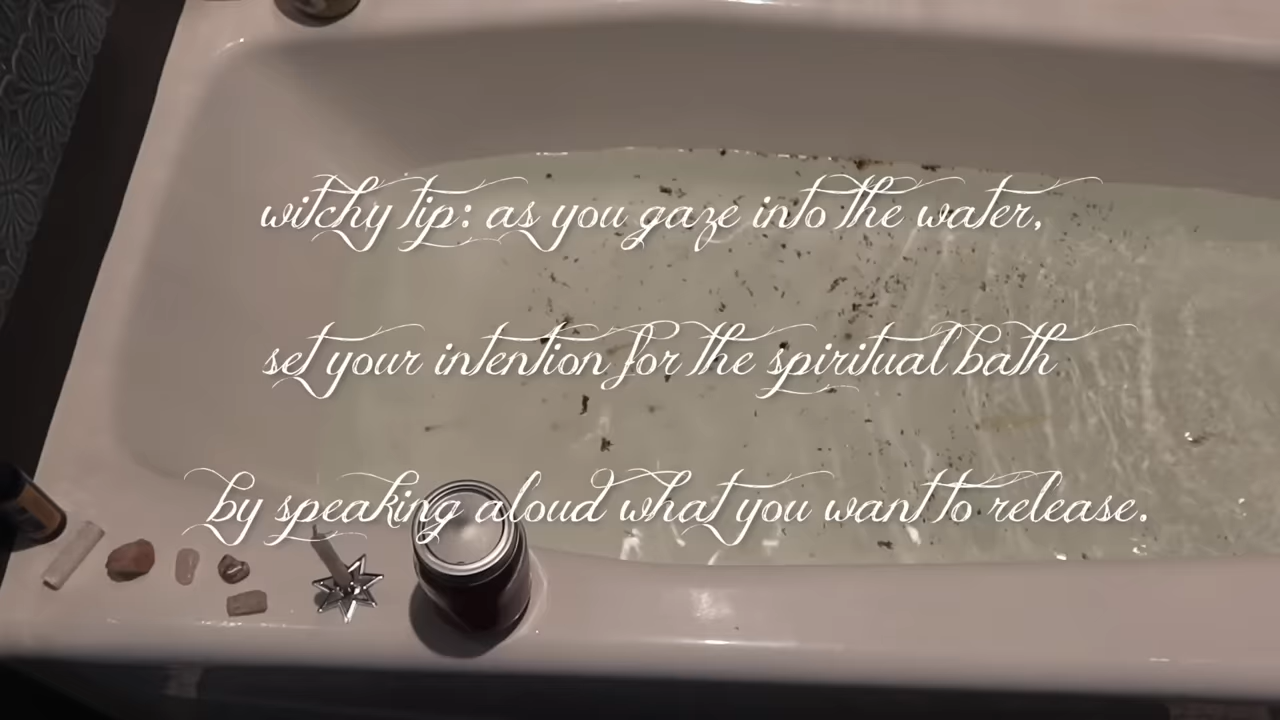 witchy tip: as you gaze into the water,
set your intention for the spiritual bath
by speaking aloud what you want to release.